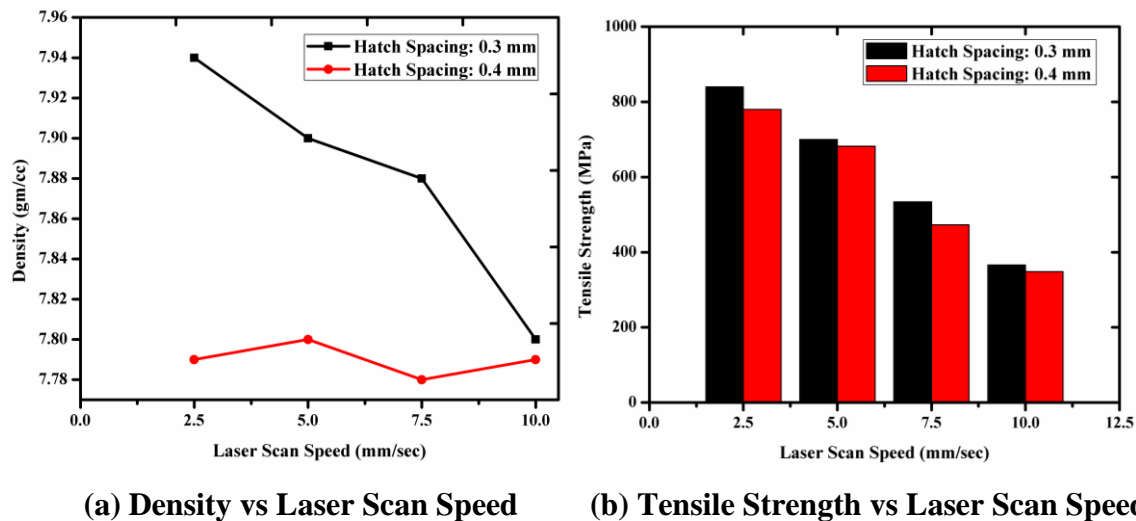 7.96
7.94
7.92
7.90
7.88
7.86
7.84
7.82
7.80
7.78
Density (gm/cc)
Hatch Spacing: 0.3 mm
Hatch Spacing: 0.4 mm
0.0 2.5 5.0 7.5 10.0
Laser Scan Speed (mm/sec)
(a) Density vs Laser Scan Speed
1000
800
600
400
200
0
Tensile Strength (MPa)
Hatch Spacing: 0.3 mm
Hatch Spacing: 0.4 mm
0.0 2.5 5.0 7.5 10.0 12.5
Laser Scan Speed (mm/sec)
(b) Tensile Strength vs Laser Scan Speed